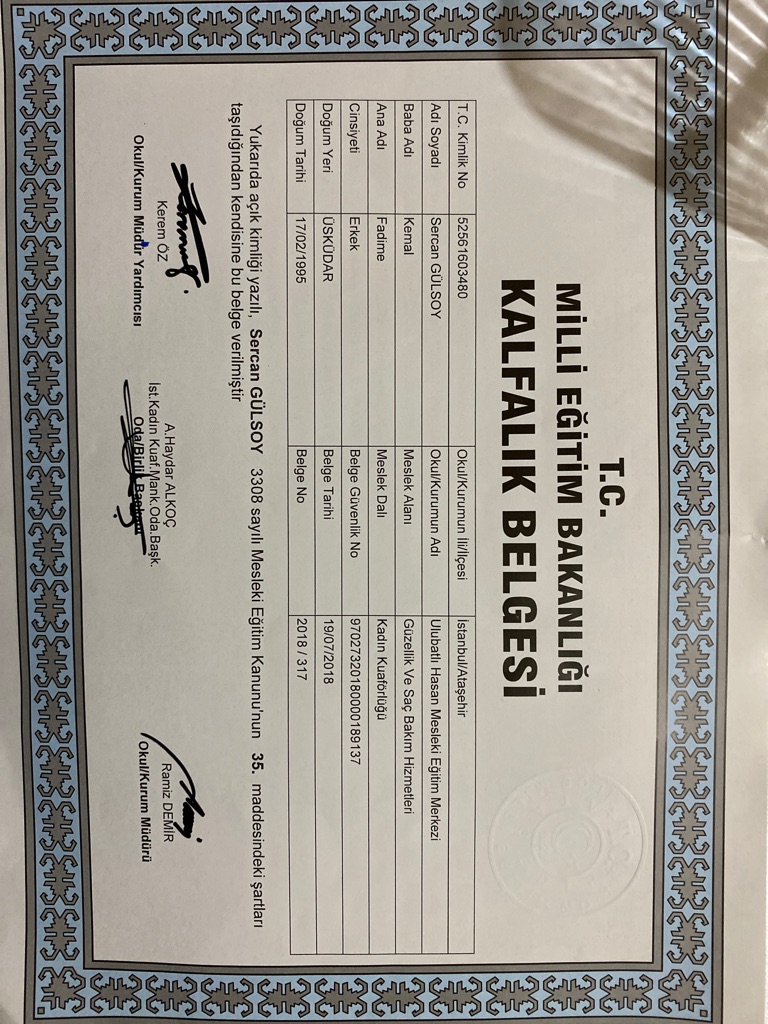 T.C.
MİLLİ EĞİTİM BAKANLIĞI
KALFALIK BELGESİ
T.C. Kimlik No 52561603480 Okul/Kurumun İli/İlçesi İstanbul/Ataşehir
Adı Soyadı Sercan GÜLSOY Okul/Kurumun Adı Ulubatlı Hasan Mesleki Eğitim Merkezi
Baba Adı Kemal Meslek Alanı Güzellik Ve Saç Bakım Hizmetleri
Ana Adı Fadime Meslek Dalı Kadın Kuaförlüğü
Cinsiyeti Erkek Belge Güvenlik No 97027320180000189137
Doğum Yeri ÜSKÜDAR Belge Tarihi 19/07/2018
Doğum Tarihi 17/02/1995 Belge No 2018 / 317
Yukarıda açık kimliği yazılı, Sercan GÜLSOY 3308 sayılı Mesleki Eğitim Kanunu'nun 35. maddesindeki şartları
taşıdığından kendisine bu belge verilmiştir
Kerem ÖZ
Okul/Kurum Müdür Yardımcısı
A.Haydar ALKOÇ
İst.Kadın Kuaf.Mank.Oda.Başk.
Oda/Birlik Başkanı
Ramiz DEMİR
Okul/Kurum Müdürü